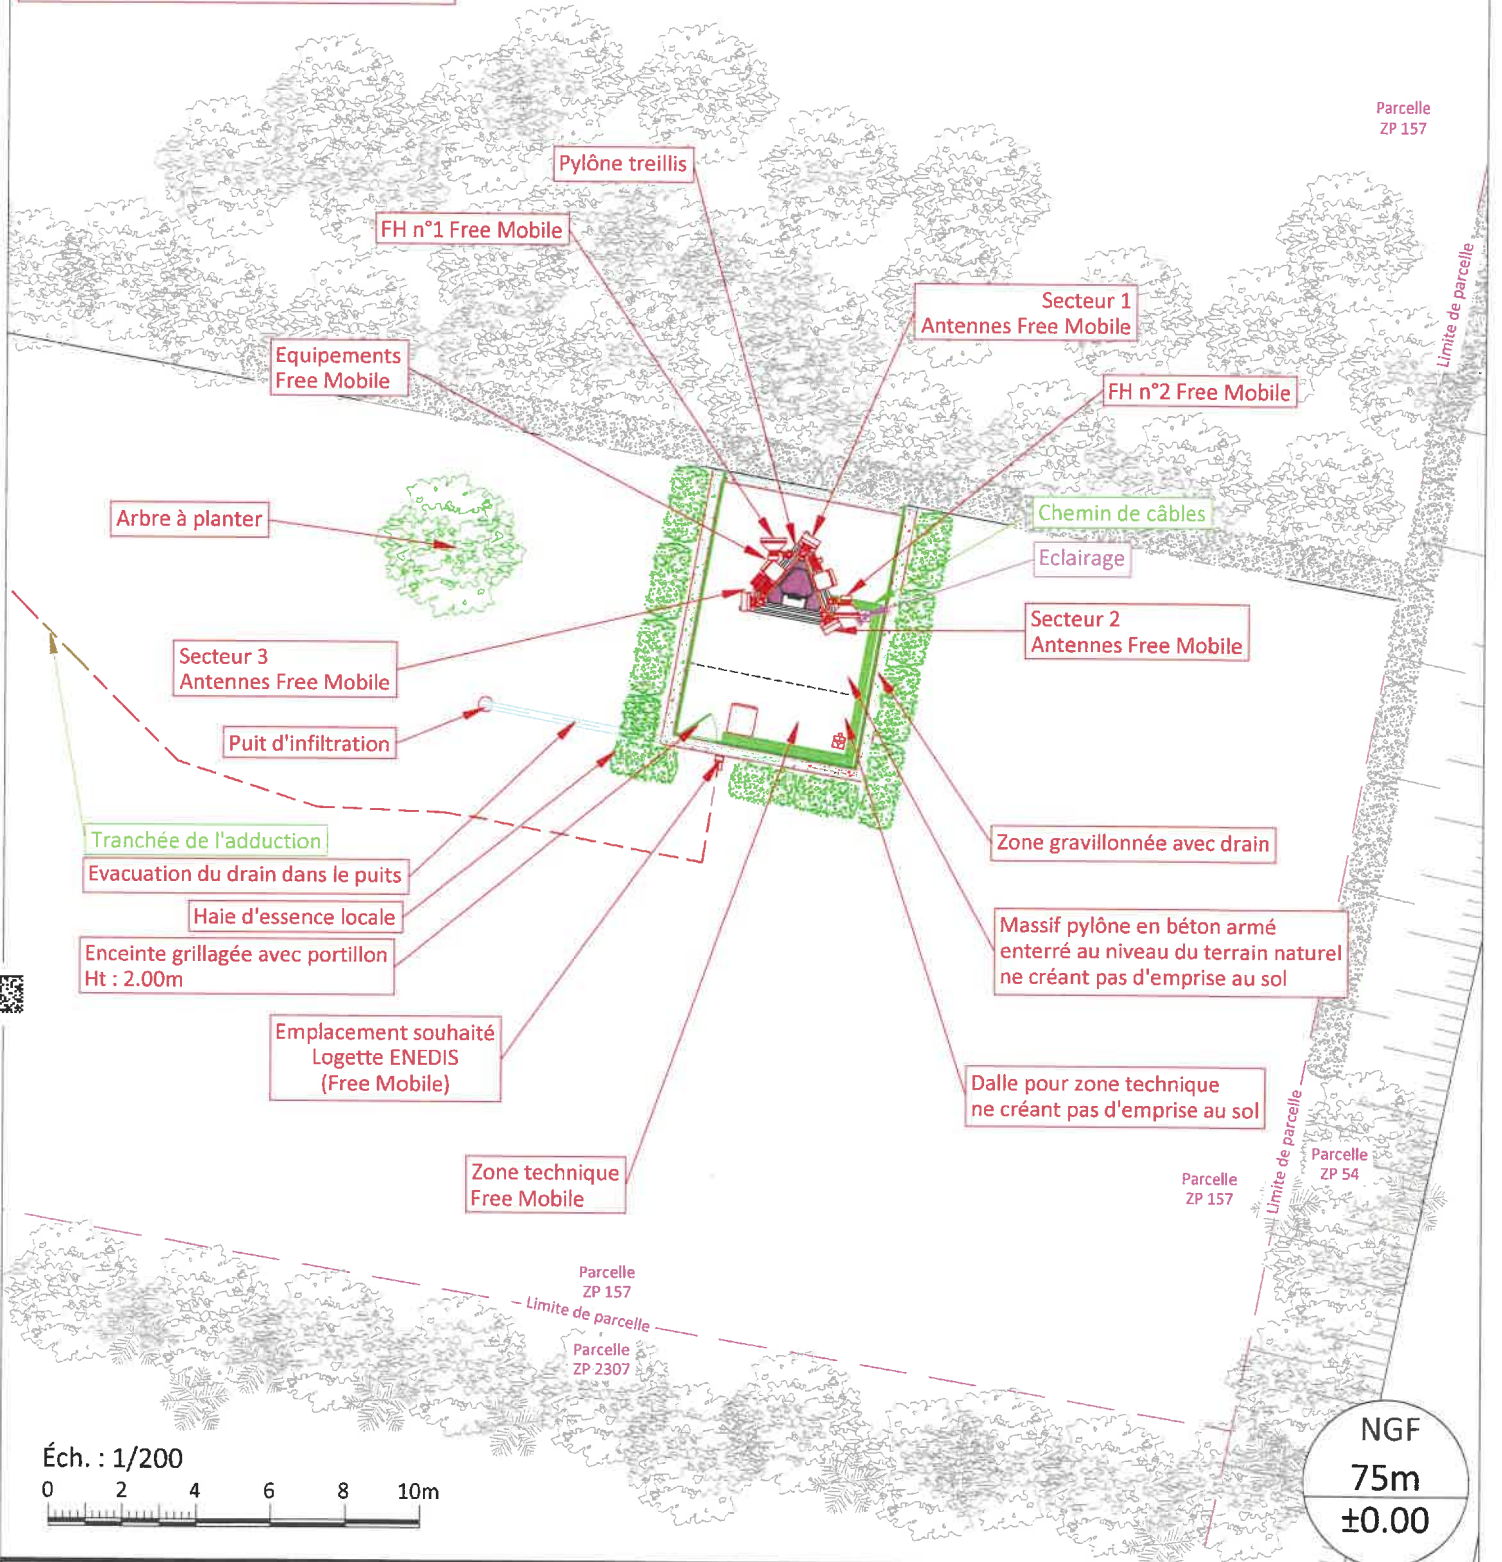 Parcelle
ZP 157
Pylône treillis
FH n°1 Free Mobile
Limite de parcelle
Secteur 1
Antennes Free Mobile
Equipements
Free Mobile
FH n°2 Free Mobile
Arbre à planter
Chemin de câbles
Eclairage
Secteur 2
Antennes Free Mobile
Secteur 3
Antennes Free Mobile
Puit d'infiltration
Tranchée de l'adduction
Evacuation du drain dans le puits
Haie d'essence locale
Enceinte grillagée avec portillon
Ht : 2.00m
Zone gravillonnée avec drain
Massif pylône en béton armé
enterré au niveau du terrain naturel
ne créant pas d'emprise au sol
Emplacement souhaité
Logette ENEDIS
(Free Mobile)
Dalle pour zone technique
ne créant pas d'emprise au sol
Zone technique
Free Mobile
Limite de parcelle
Parcelle
ZP 54
Parcelle
ZP 157
Parcelle
ZP 157
Limite de parcelle
Parcelle
ZP 2307
Éch. : 1/200
0 2 4 6 8 10m
NGF
75m
±0.00